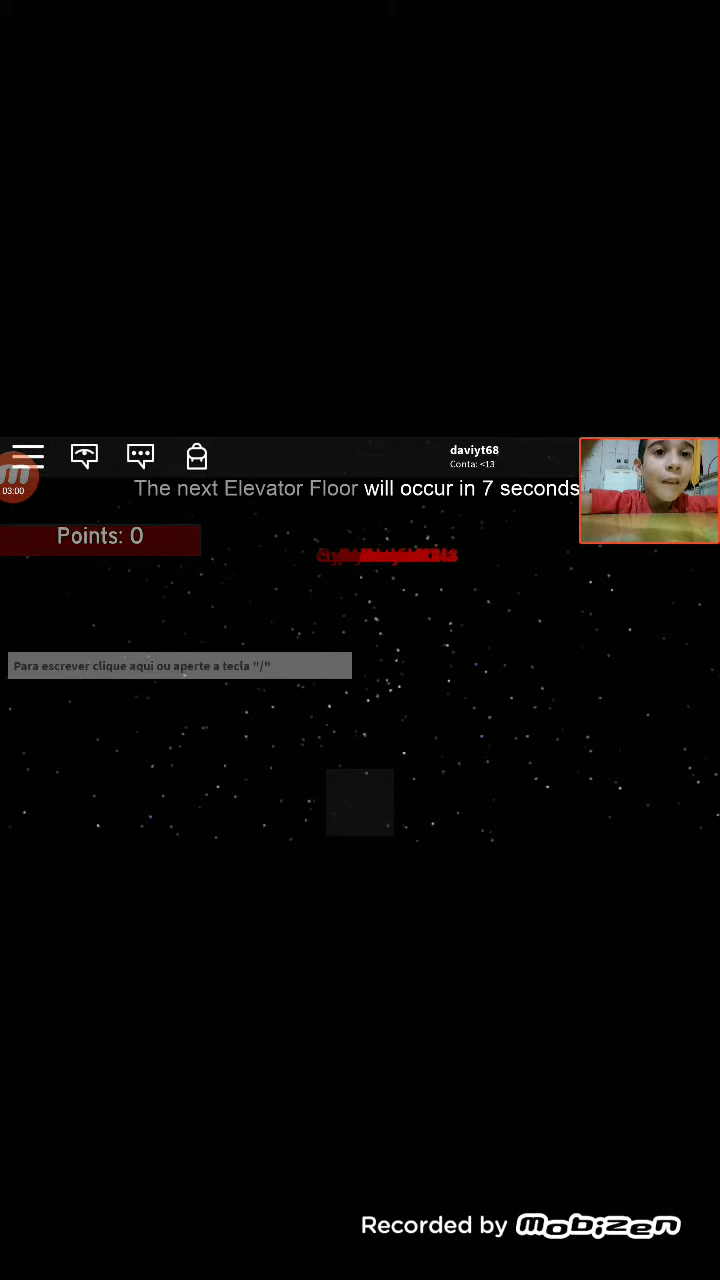 daviyt68
Conta: <13
03:00
The next Elevator Floor will occur in 7 seconds
Points: 0
Para escrever clique aqui ou aperte a tecla "/"
Recorded by mobizen